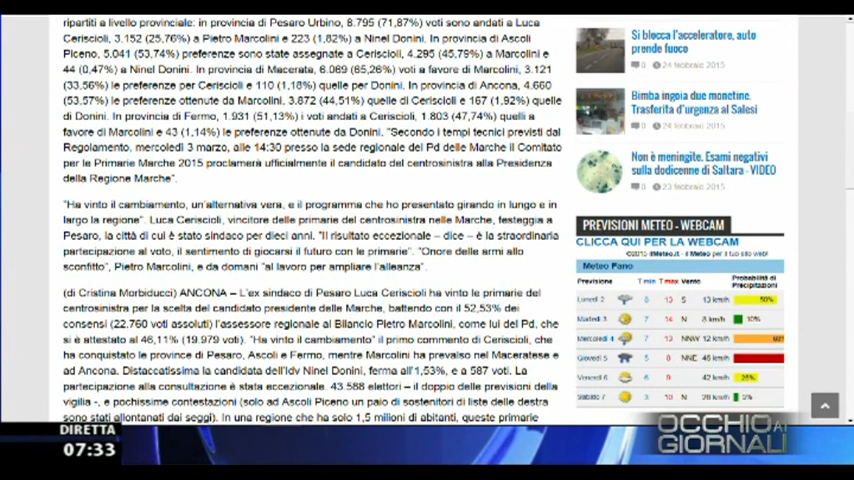 ripartiti a livello provinciale: in provincia di Pesaro Urbino, 8.795 (71,87%) voti sono andati a Luca
Ceriscioli, 3.152 (25,76%) a Pietro Marcolini e 223 (1,82%) a Ninel Donini. In provincia di Ascoli
Piceno, 5.041 (53,74%) preferenze sono state assegnate a Ceriscioli, 4.295 (45,79%) a Marcolini e
44 (0,47%) a Ninel Donini. In provincia di Macerata, 6.069 (65,26%) voti a favore di Marcolini, 3.121
(33,56%) le preferenze per Ceriscioli e 110 (1,18%) quelle per Donini. In provincia di Ancona, 4.660
(53,57%) le preferenze ottenute da Marcolini, 3.872 (44,51%) quelle di Ceriscioli e 167 (1,92%) quelle
di Donini. In provincia di Fermo, 1.931 (51,13%) i voti andati a Ceriscioli, 1.803 (47,74%) quelli a
favore di Marcolini e 43 (1,14%) le preferenze ottenute da Donini. "Secondo i tempi tecnici previsti dal
Regolamento, mercoledì 3 marzo, alle 14:30 presso la sede regionale del Pd delle Marche il Comitato
per le Primarie Marche 2015 proclamerà ufficialmente il candidato del centrosinistra alla Presidenza
della Regione Marche".
"Ha vinto il cambiamento, un'alternativa vera, e il programma che ho presentato girando in lungo e in
largo la regione". Luca Ceriscioli, vincitore delle primarie del centrosinistra nelle Marche, festeggia a
Pesaro, la città di cui è stato sindaco per dieci anni. "Il risultato eccezionale – dice – è la straordinaria
partecipazione al voto, il sentimento di giocarsi il futuro con le primarie". "Onore delle armi allo
sconfitto", Pietro Marcolini, e da domani "al lavoro per ampliare l'alleanza".
(di Cristina Morbiducci) ANCONA – L'ex sindaco di Pesaro Luca Ceriscioli ha vinto le primarie del
centrosinistra per la scelta del candidato presidente delle Marche, battendo con il 52,53% dei
consensi (22.760 voti assoluti) l'assessore regionale al Bilancio Pietro Marcolini, come lui del Pd, che
si è attestato al 46,11% (19.979 voti). "Ha vinto il cambiamento" il primo commento di Ceriscioli, che
ha conquistato le province di Pesaro, Ascoli e Fermo, mentre Marcolini ha prevalso nel Maceratese e
ad Ancona. Distaccatissima la candidata dell'Idv Ninel Donini, ferma all'1,53%, e a 587 voti. La
partecipazione alla consultazione è stata eccezionale. 43.588 elettori – il doppio delle previsioni della
vigilia -, e pochissime contestazioni (solo ad Ascoli Piceno un paio di sostenitori di liste delle destra
sono stati allontanati dai seggi). In una regione che ha solo 1,5 milioni di abitanti, queste primarie
Si blocca l'acceleratore, auto
prende fuoco
0 24 febbraio 2015
Bimba ingoia due monetine.
Trasferita d'urgenza al Salesi
0 24 febbraio 2015
Non è meningite. Esami negativi
sulla dodicenne di Saltara - VIDEO
0 23 febbraio 2015
PREVISIONI METEO - WEBCAM
CLICCA QUI PER LA WEBCAM
©2015 ilMeteo.it - il Meteo per il tuo sito web!
Meteo Fano
Previsione T min T max Vento Probabilità di Precipitazioni
Lunedì 2 8 13 S 13 km/h 50%
Martedì 3 5 14 N 8 km/h 10%
Mercoledì 4 7 13 NNW 12 km/h
Giovedì 5 5 8 NNE 46 km/h
Venerdì 6 6 42 km/h
Sabato 7 3 N
DIRETTA
07:33
OCCHIO AI
GIORNALI